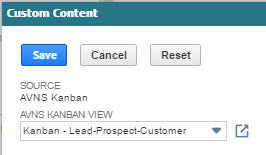 Custom Content
Save Cancel Reset
SOURCE
AVNS Kanban
AVNS KANBAN VIEW
Kanban - Lead-Prospect-Customer